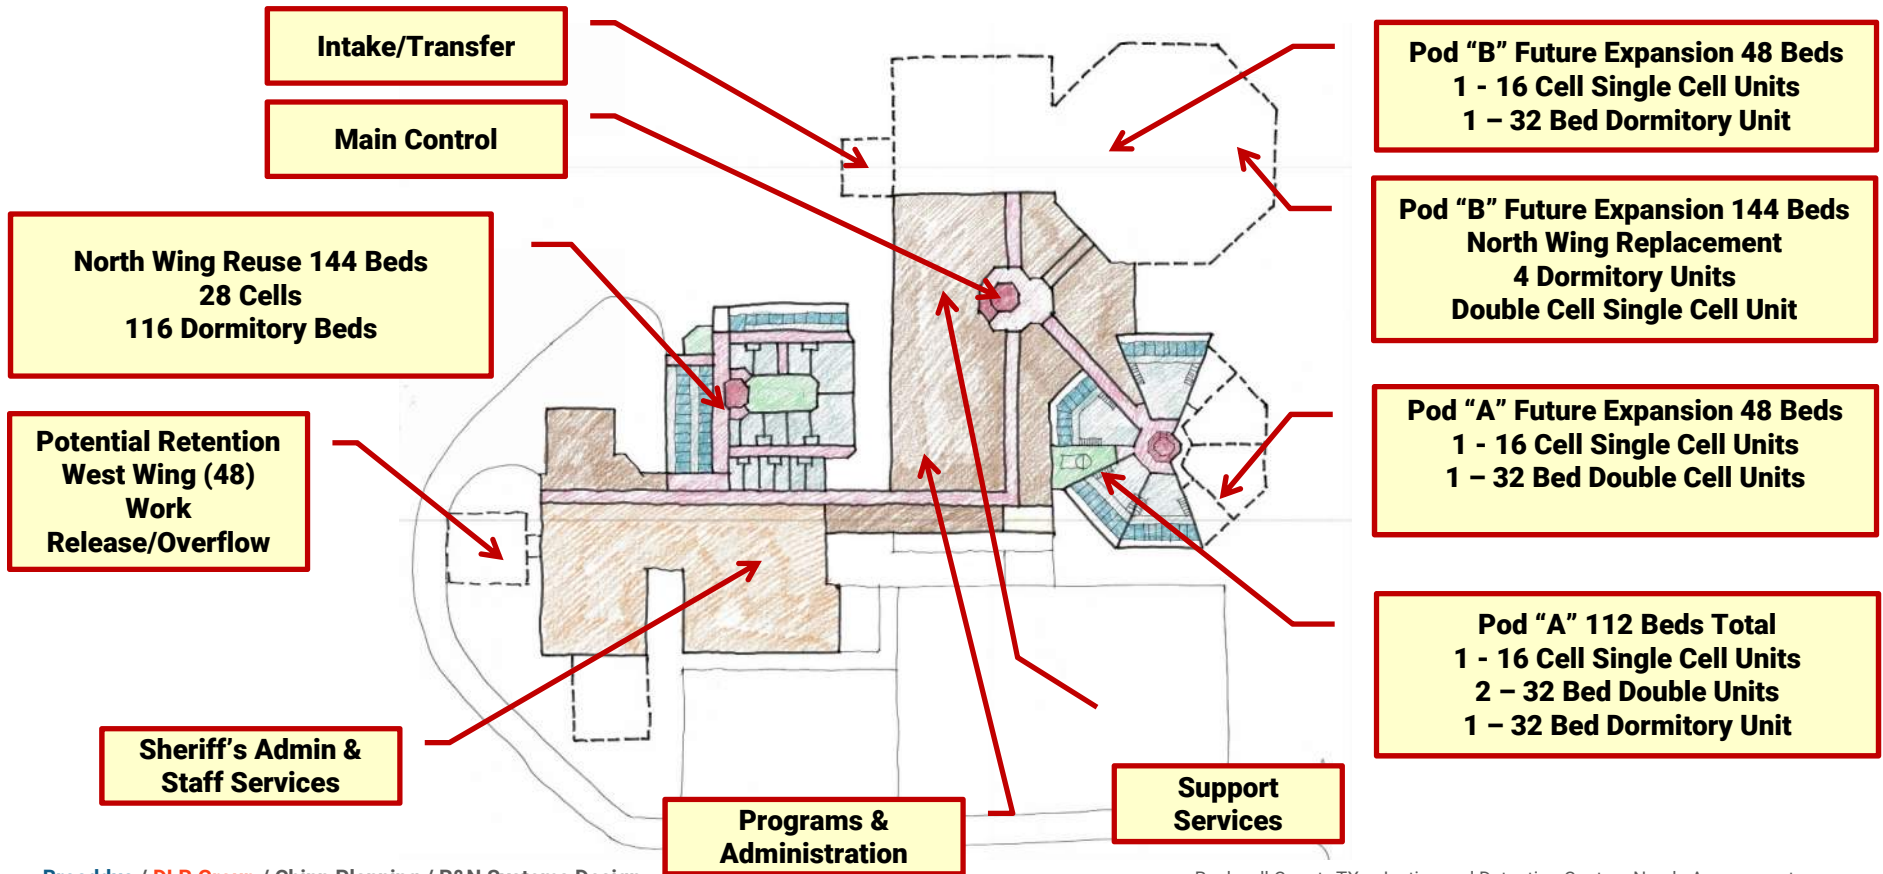 Intake/Transfer
Main Control
North Wing Reuse 144 Beds
28 Cells
116 Dormitory Beds
Potential Retention
West Wing (48)
Work
Release/Overflow
Sheriff's Admin &
Staff Services
Programs &
Administration
Support
Services
Pod “B” Future Expansion 48 Beds
1 - 16 Cell Single Cell Units
1 – 32 Bed Dormitory Unit
Pod “B” Future Expansion 144 Beds
North Wing Replacement
4 Dormitory Units
Double Cell Single Cell Unit
Pod “A” Future Expansion 48 Beds
1 - 16 Cell Single Cell Units
1 – 32 Bed Double Cell Units
Pod “A” 112 Beds Total
1 - 16 Cell Single Cell Units
2 – 32 Bed Double Units
1 – 32 Bed Dormitory Unit